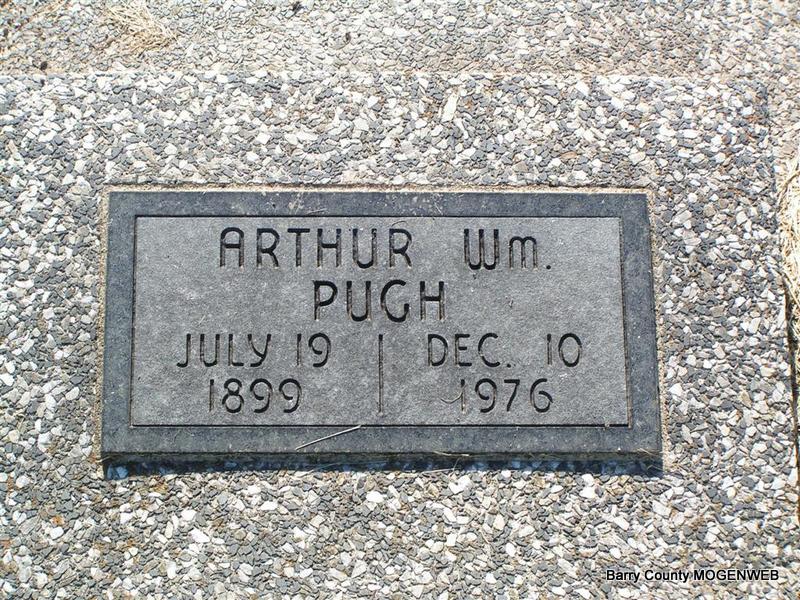 ARTHUR Wm.
PUGH
JULY 19 | DEC. 10
1899 | 1976
Barry County MOGENWEB